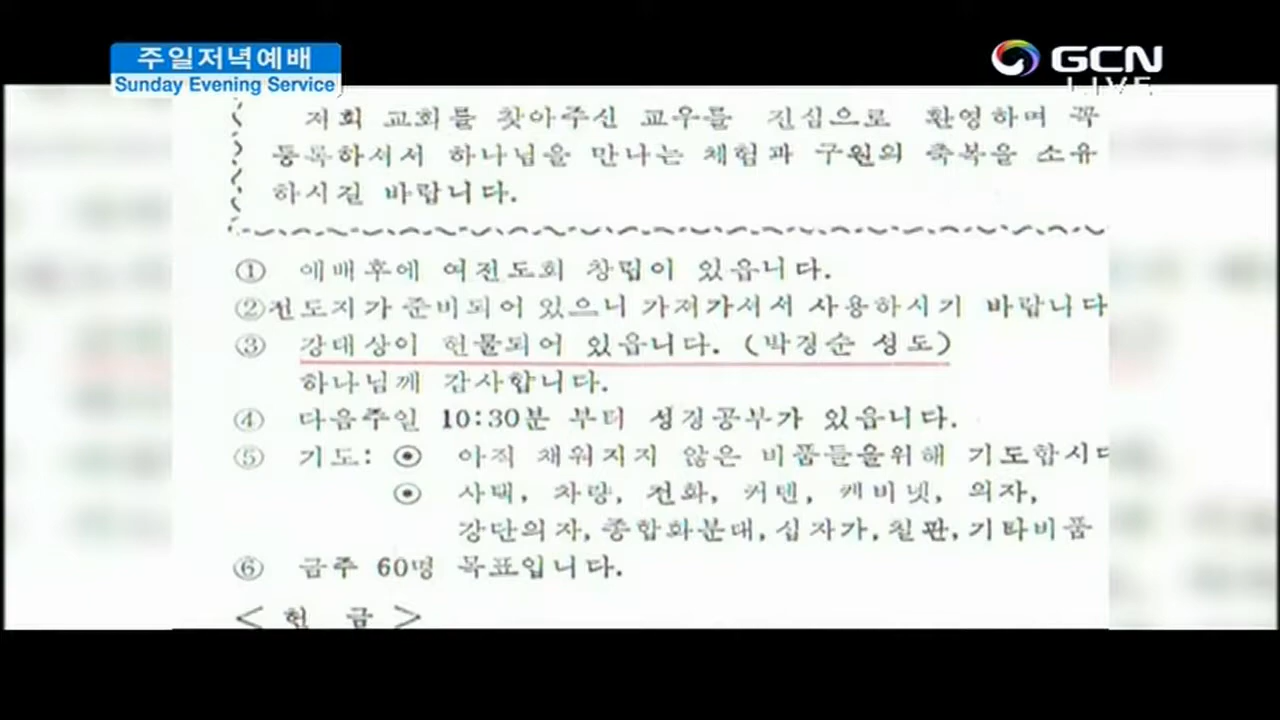 주일저녁예배
Sunday Evening Service
GCN
LIVE
저희 교회를 찾아주신 교우를 진심으로 환영하며 꼭
등록하셔서 하나님을 만나는 체험과 구원의 축복을 소유
하시길 바랍니다.
① 예배후에 여전도회 창립이 있읍니다.
②전도지가 준비되어 있으니 가져가셔서 사용하시기 바랍니다
③ 강대상이 헌물되어 있읍니다. (박경순 성도)
하나님께 감사합니다.
④ 다음주일 10:30분 부터 성경공부가 있읍니다.
⑤ 기도: ⊙ 아직 채워지지 않은 비품들을위해 기도합시다
⊙ 사택, 차량, 전화, 커텐, 케비넷, 의자,
강단의자, 종합화분대, 십자가, 칠판, 기타비품
⑥ 금주 60명 목표입니다.
< 헌 금 >